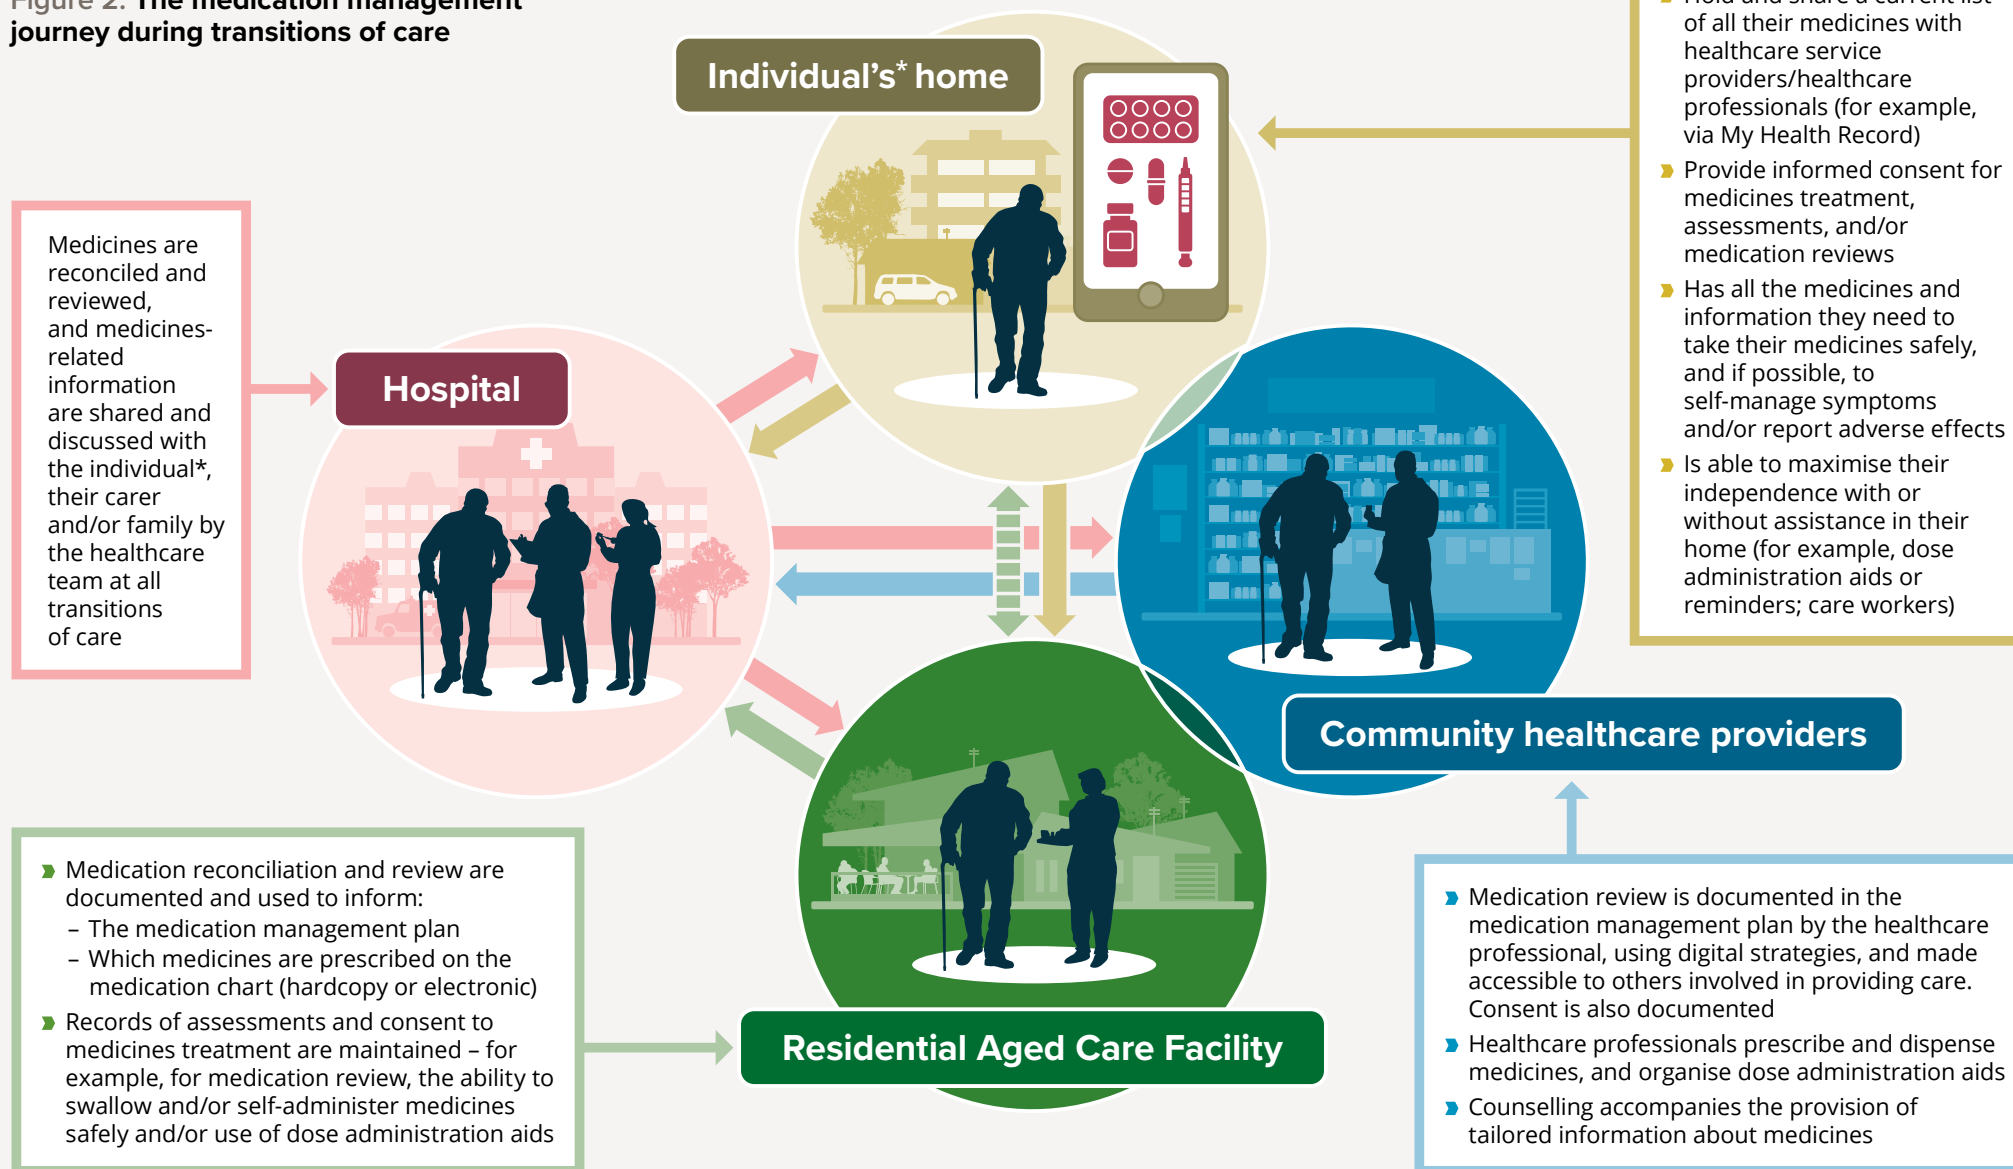 Figure 2: The medication management
journey during transitions of care
Individual's* home
Hold and share a current list
of all their medicines with
healthcare service
providers/healthcare
professionals (for example,
via My Health Record)
Provide informed consent for
medicines treatment,
assessments, and/or
medication reviews
Has all the medicines and
information they need to
take their medicines safely,
and if possible, to
self-manage symptoms
and/or report adverse effects
Is able to maximise their
independence with or
without assistance in their
home (for example, dose
administration aids or
reminders; care workers)
Medicines are
reconciled and
reviewed,
and medicines-
related
information
are shared and
discussed with
the individual*,
their carer
and/or family by
the healthcare
team at all
transitions
of care
Hospital
Community healthcare providers
Medication reconciliation and review are
documented and used to inform:
– The medication management plan
– Which medicines are prescribed on the
medication chart (hardcopy or electronic)
Records of assessments and consent to
medicines treatment are maintained – for
example, for medication review, the ability to
swallow and/or self-administer medicines
safely and/or use of dose administration aids
Residential Aged Care Facility
Medication review is documented in the
medication management plan by the healthcare
professional, using digital strategies, and made
accessible to others involved in providing care.
Consent is also documented
Healthcare professionals prescribe and dispense
medicines, and organise dose administration aids
Counselling accompanies the provision of
tailored information about medicines